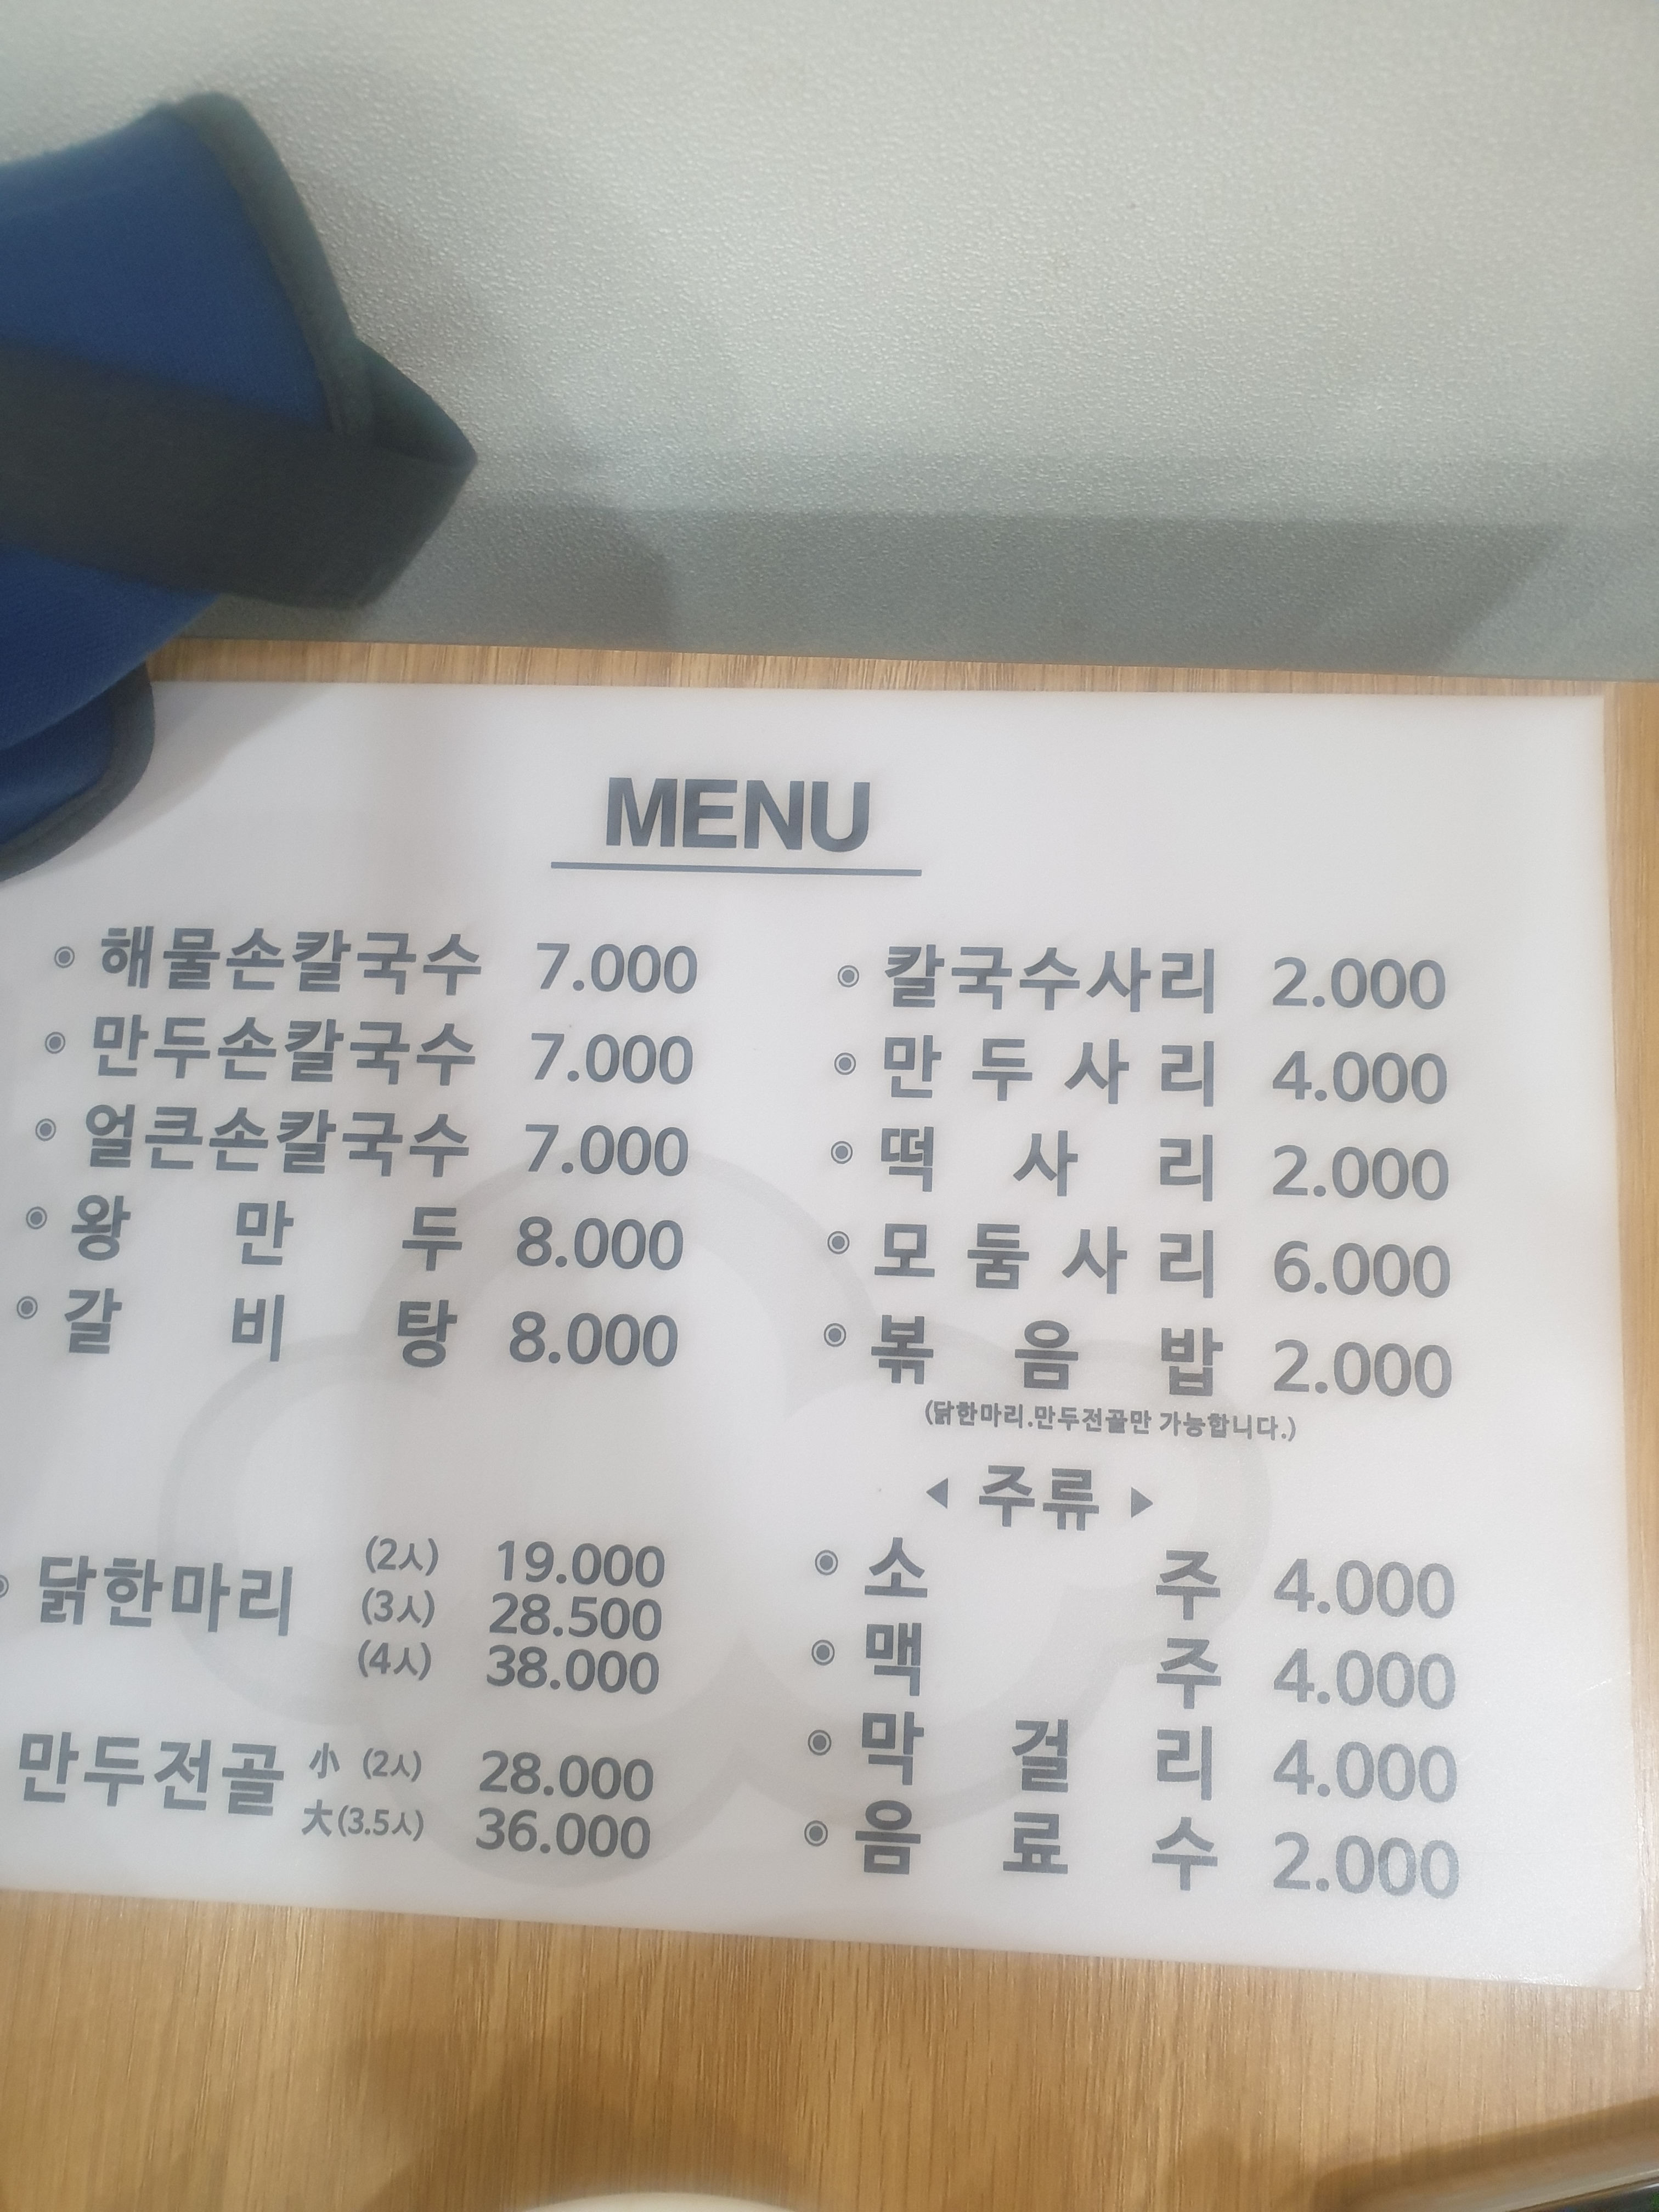 MENU
◉ 해물손칼국수 7.000
◉ 만두손칼국수 7.000
◉ 얼큰손칼국수 7.000
◉ 왕만두 8.000
◉ 갈비탕 8.000
◉ 닭한마리 (2人) 19.000
(3人) 28.500
(4人) 38.000
만두전골 小 (2人) 28.000
大(3.5人) 36.000
◉ 칼국수사리 2.000
◉ 만두사리 4.000
◉ 떡사리 2.000
◉ 모둠사리 6.000
◉ 볶음밥 2.000
(닭한마리.만두전골만 가능합니다.)
◀ 주류 ▶
◉ 소주 4.000
◉ 맥주 4.000
◉ 막걸리 4.000
◉ 음료수 2.000